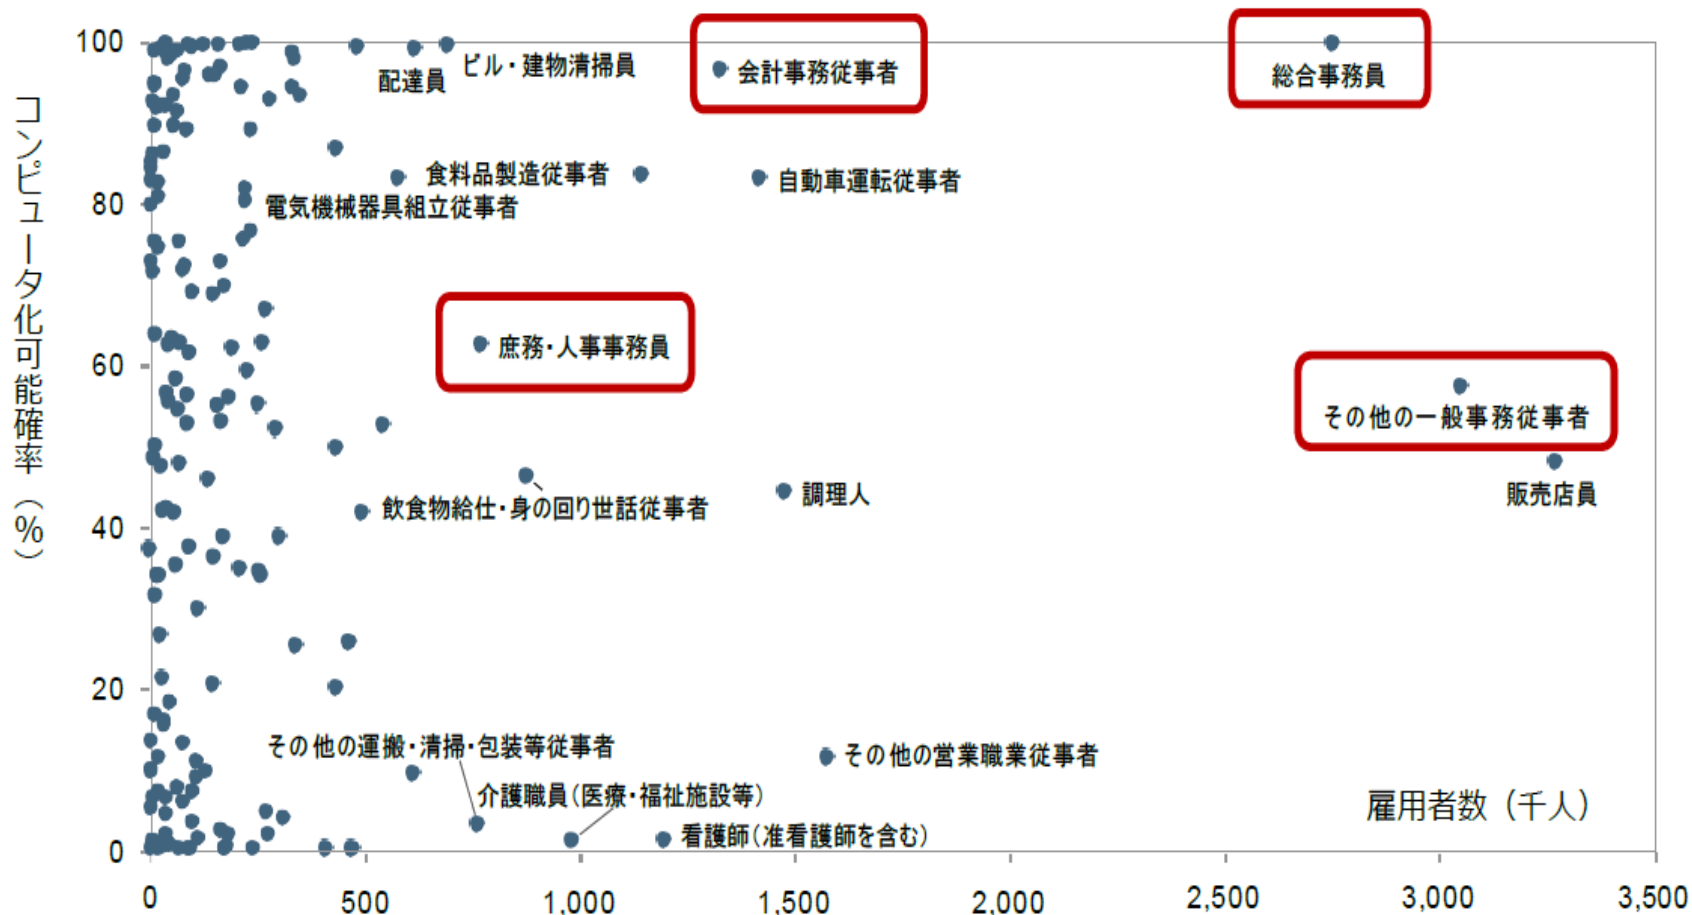 コンピュータ化可能確率（%）
100
80
60
40
20
0
配達員
ビル・建物清掃員
会計事務従事者
総合事務員
食料品製造従事者
自動車運転従事者
電気機械器具組立従事者
庶務・人事事務員
その他の一般事務従事者
飲食物給仕・身の回り世話従事者
調理人
販売店員
その他の運搬・清掃・包装等従事者
その他の営業職業従事者
介護職員（医療・福祉施設等）
看護師（准看護師を含む）
雇用者数（千人）
0
500
1,000
1,500
2,000
2,500
3,000
3,500